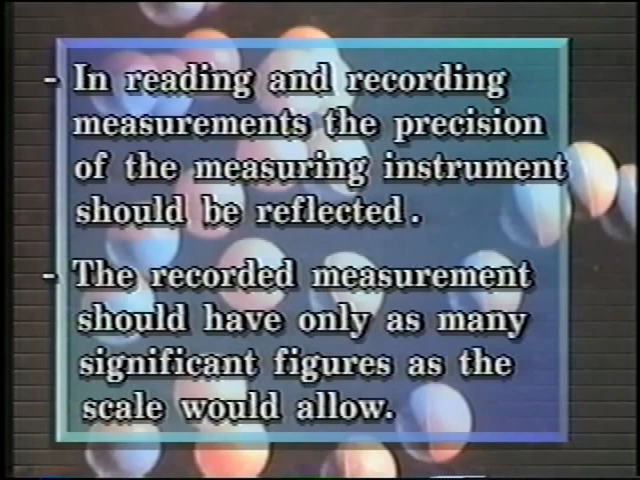 - In reading and recording
measurements the precision
of the measuring instrument
should be reflected.
- The recorded measurement
should have only as many
significant figures as the
scale would allow.